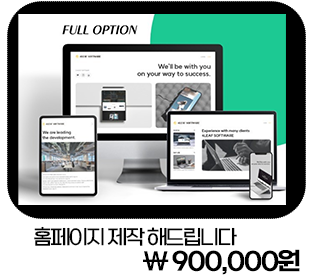 FULL OPTION
We'll be with you
on your way to success.
We are leading
the development.
Experience with many clients
4LEAF SOFTWARE
홈페이지 제작 해드립니다
₩ 900,000원